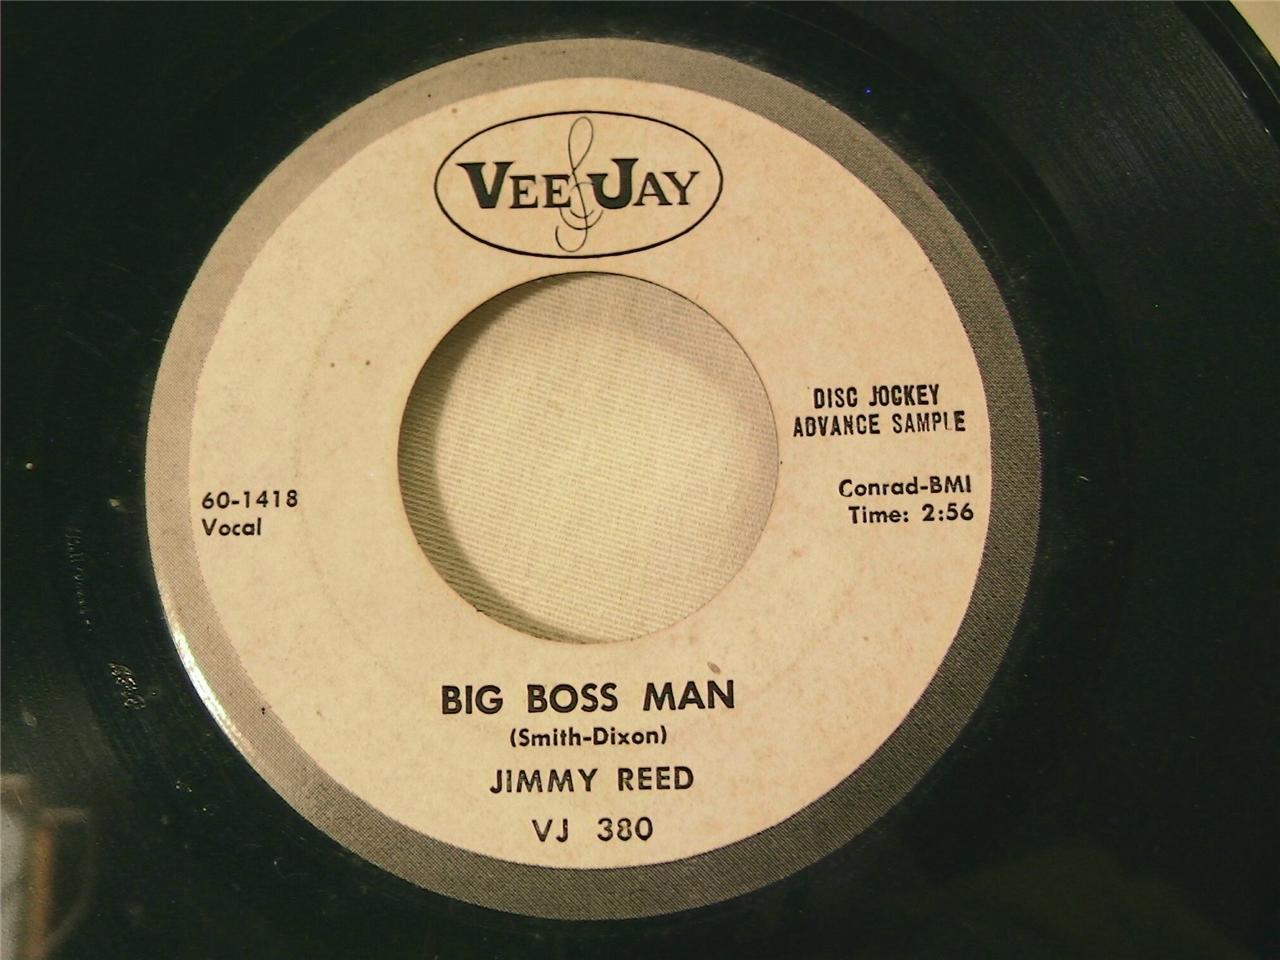 VEE JAY
DISC JOCKEY
ADVANCE SAMPLE
60-1418
Vocal
Conrad-BMI
Time: 2:56
BIG BOSS MAN
(Smith-Dixon)
JIMMY REED
VJ 380